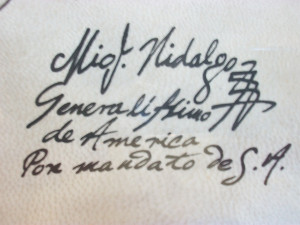 Migl. Hidalgo
Generalissimo
de America
Por mandato de S. A.